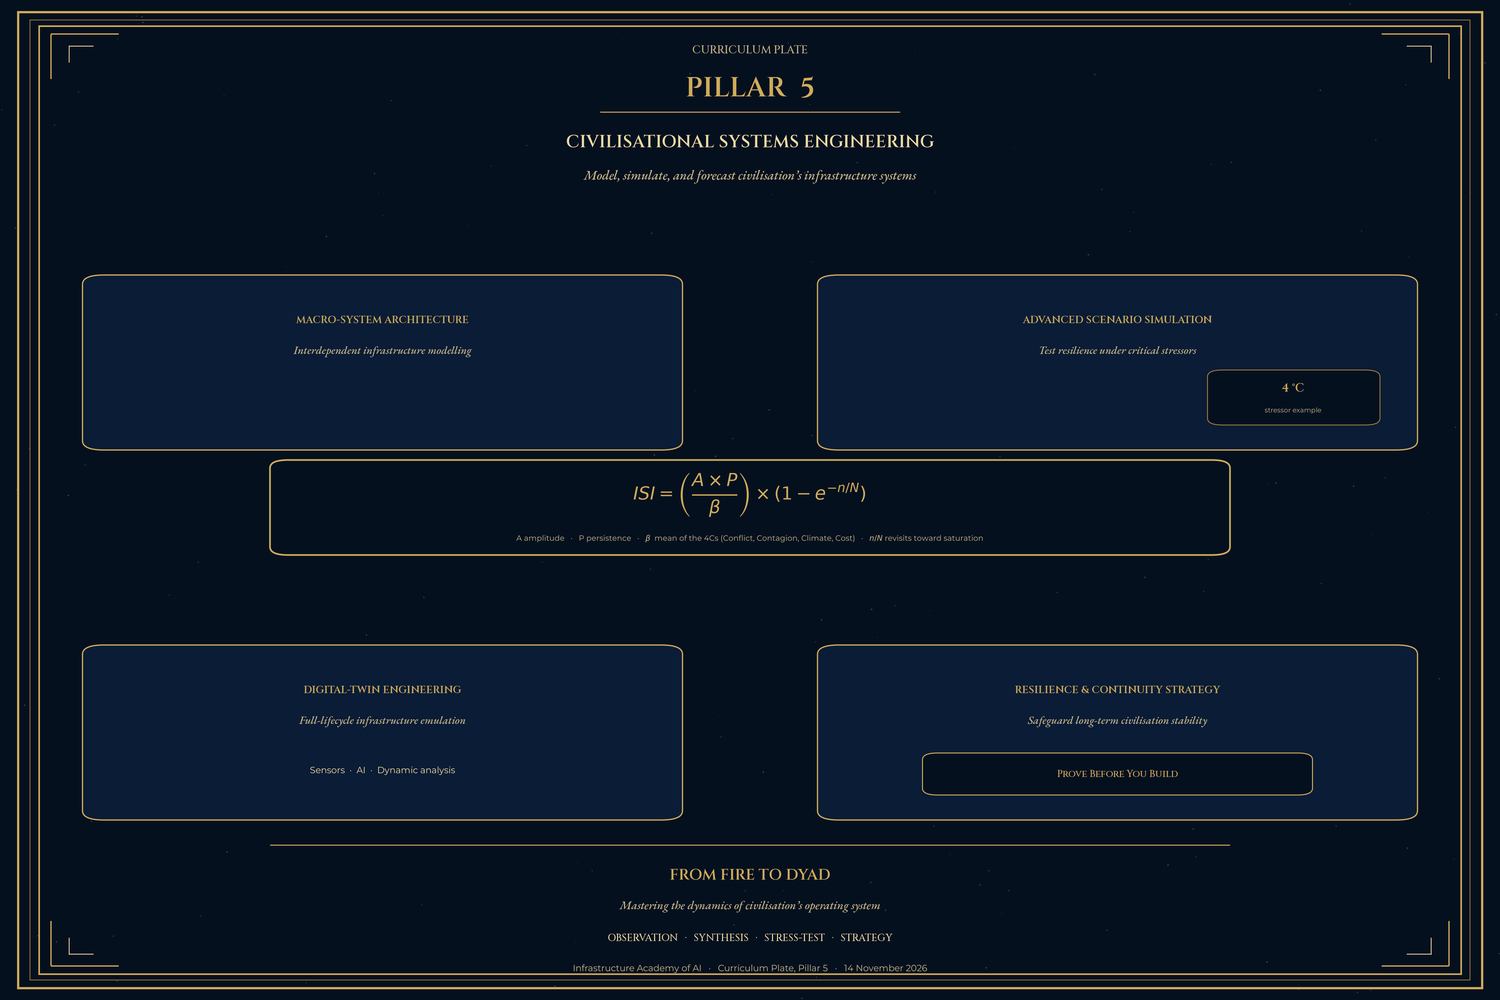 CURRICULUM PLATE
PILLAR 5
CIVILISATIONAL SYSTEMS ENGINEERING
Model, simulate, and forecast civilisation’s infrastructure systems
MACRO-SYSTEM ARCHITECTURE
Interdependent infrastructure modelling
ADVANCED SCENARIO SIMULATION
Test resilience under critical stressors
4 °C
stressor example
ISI = (A × P / β) × (1 − e^{−n/N})
A amplitude · P persistence · β mean of the 4Cs (Conflict, Contagion, Climate, Cost) · n/N revisits toward saturation
DIGITAL-TWIN ENGINEERING
Full-lifecycle infrastructure emulation
Sensors · AI · Dynamic analysis
RESILIENCE & CONTINUITY STRATEGY
Safeguard long-term civilisation stability
Prove Before You Build
FROM FIRE TO DYAD
Mastering the dynamics of civilisation’s operating system
OBSERVATION · SYNTHESIS · STRESS-TEST · STRATEGY
Infrastructure Academy of AI · Curriculum Plate, Pillar 5 · 14 November 2026